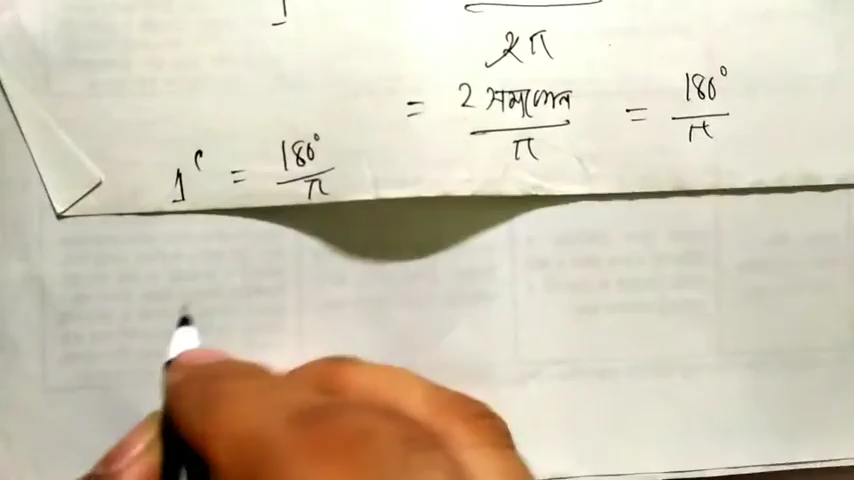 2π
= 2 সমকোণ / π = 180° / π
1ᶜ = 180° / π